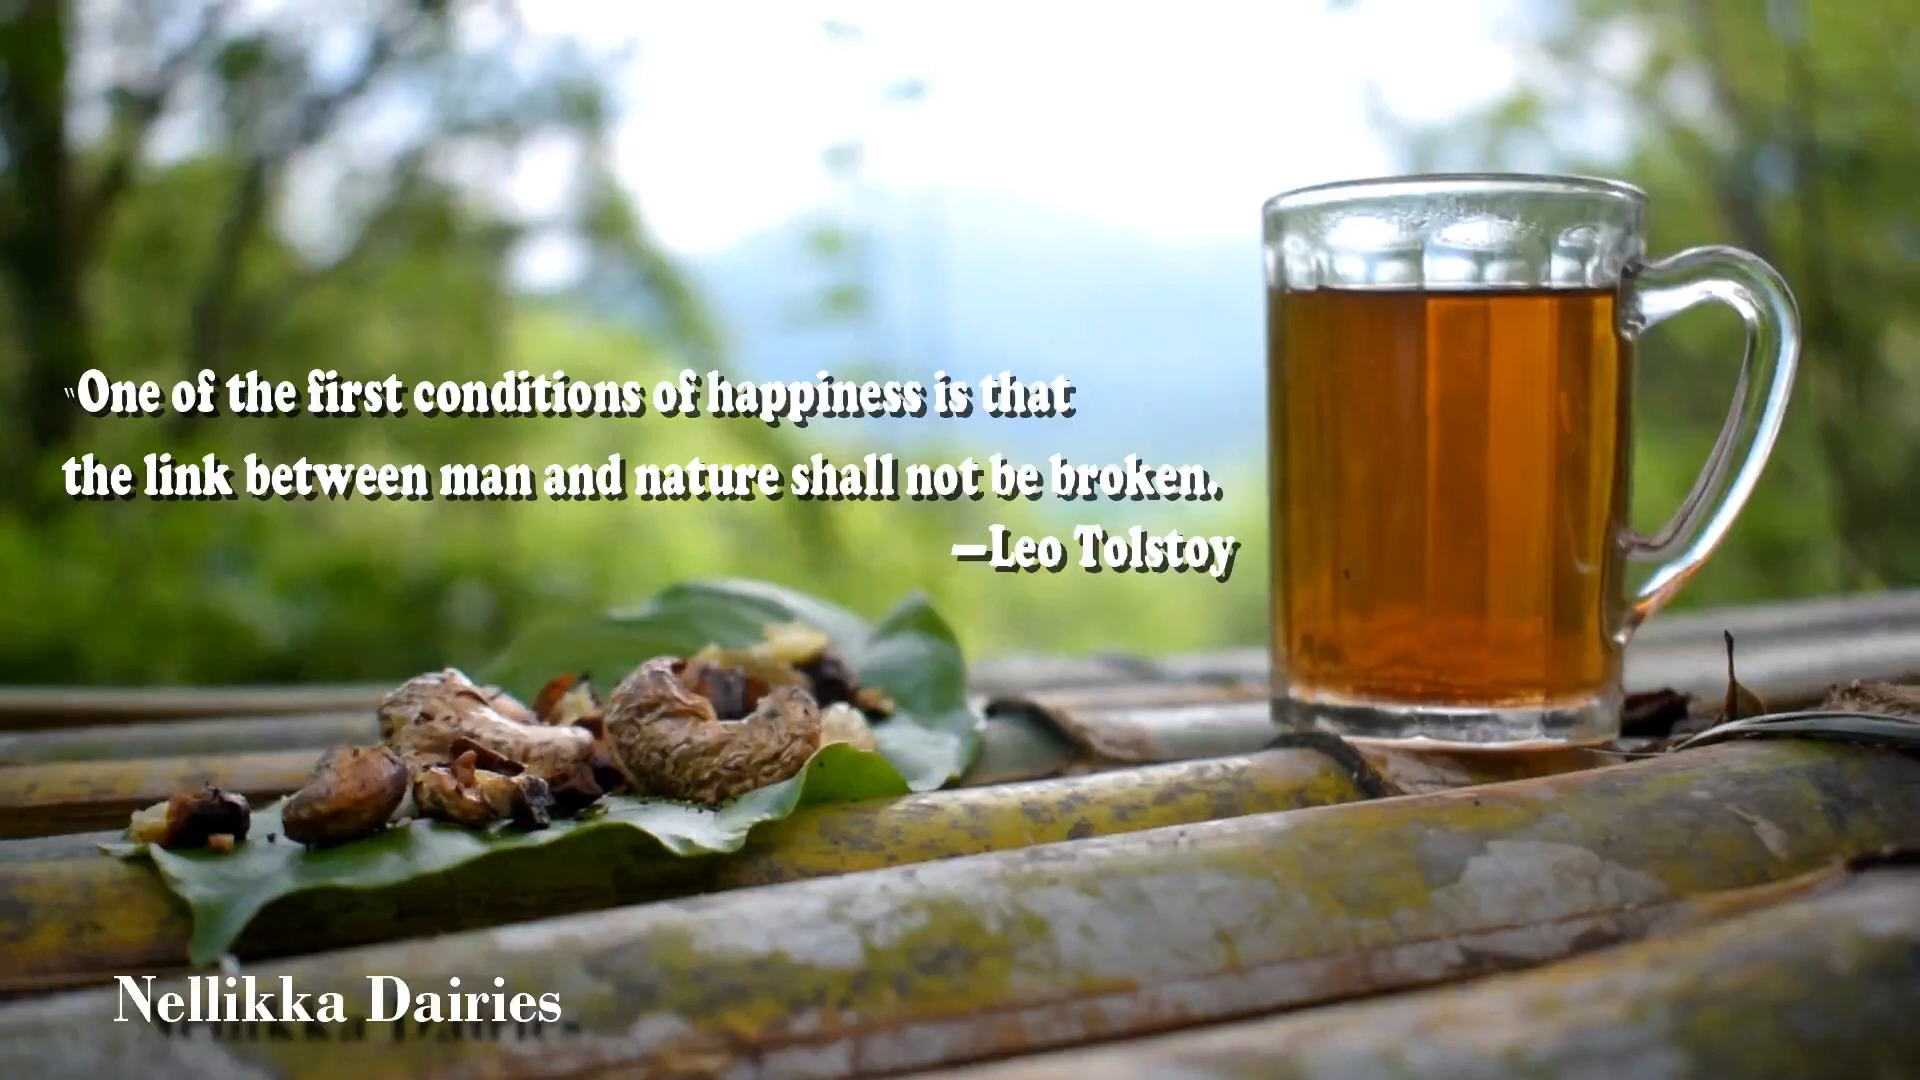 "One of the first conditions of happiness is that
the link between man and nature shall not be broken.
—Leo Tolstoy
Nellikka Dairies